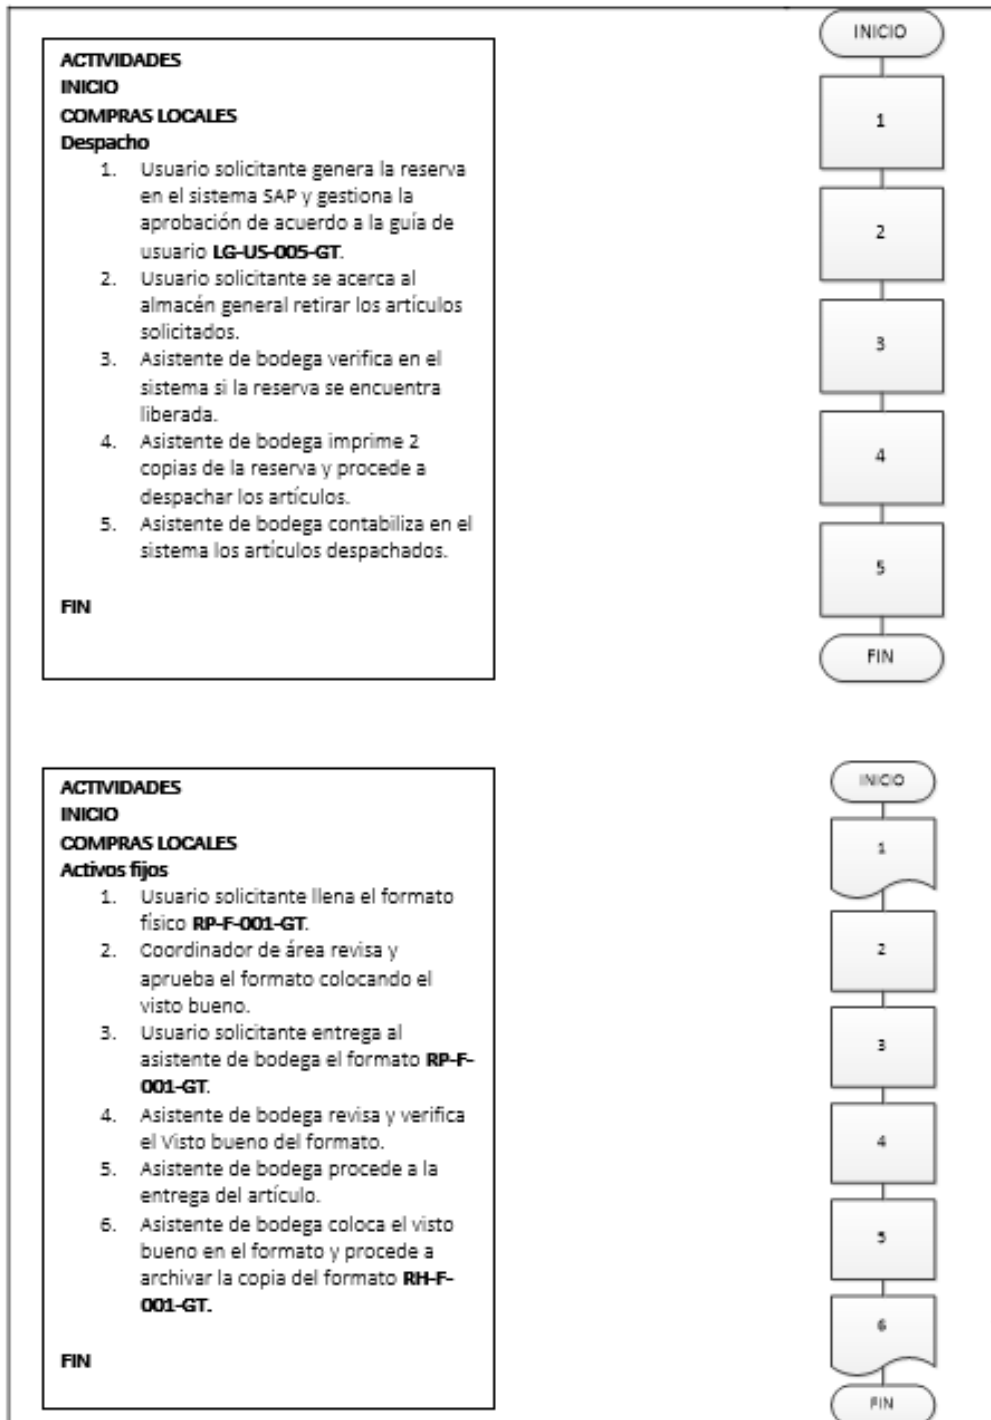 ACTIVIDADES
INICIO
COMPRAS LOCALES
Despacho
1. Usuario solicitante genera la reserva
en el sistema SAP y gestiona la
aprobación de acuerdo a la guía de
usuario LG-US-005-GT.
2. Usuario solicitante se acerca al
almacén general retirar los artículos
solicitados.
3. Asistente de bodega verifica en el
sistema si la reserva se encuentra
liberada.
4. Asistente de bodega imprime 2
copias de la reserva y procede a
despachar los artículos.
5. Asistente de bodega contabiliza en el
sistema los artículos despachados.
FIN
INICIO
1
2
3
4
5
FIN
ACTIVIDADES
INICIO
COMPRAS LOCALES
Activos fijos
1. Usuario solicitante llena el formato
físico RP-F-001-GT.
2. Coordinador de área revisa y
aprueba el formato colocando el
visto bueno.
3. Usuario solicitante entrega al
asistente de bodega el formato RP-F-
001-GT.
4. Asistente de bodega revisa y verifica
el Visto bueno del formato.
5. Asistente de bodega procede a la
entrega del artículo.
6. Asistente de bodega coloca el visto
bueno en el formato y procede a
archivar la copia del formato RH-F-
001-GT.
FIN
INICIO
1
2
3
4
5
6
FIN